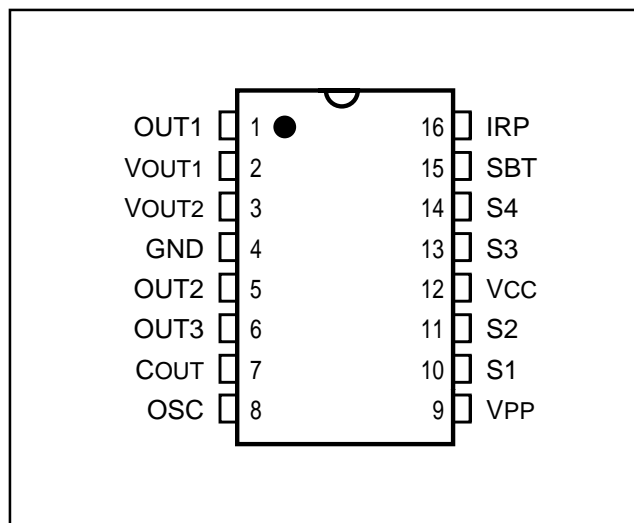 OUT1 1 16 IRP
VOUT1 2 15 SBT
VOUT2 3 14 S4
GND 4 13 S3
OUT2 5 12 VCC
OUT3 6 11 S2
COUT 7 10 S1
OSC 8 9 VPP